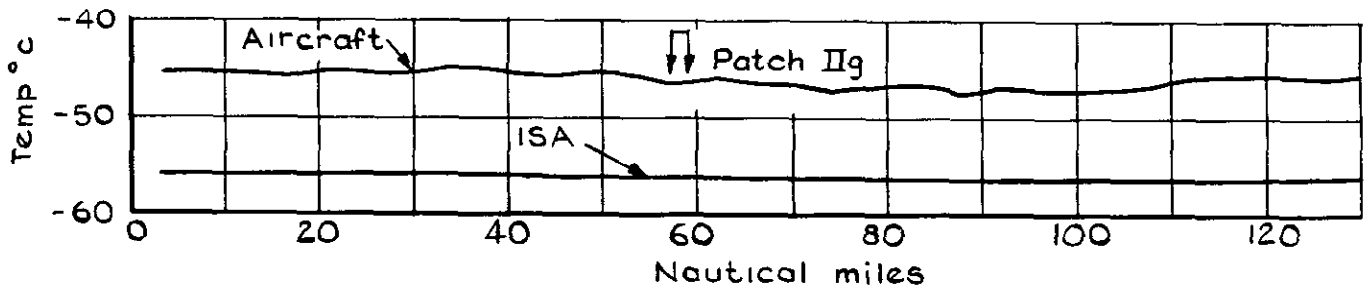 -40
Aircraft
Patch IIg
Temp °c
-50
ISA
-60
0 20 40 60 80 100 120
Nautical miles